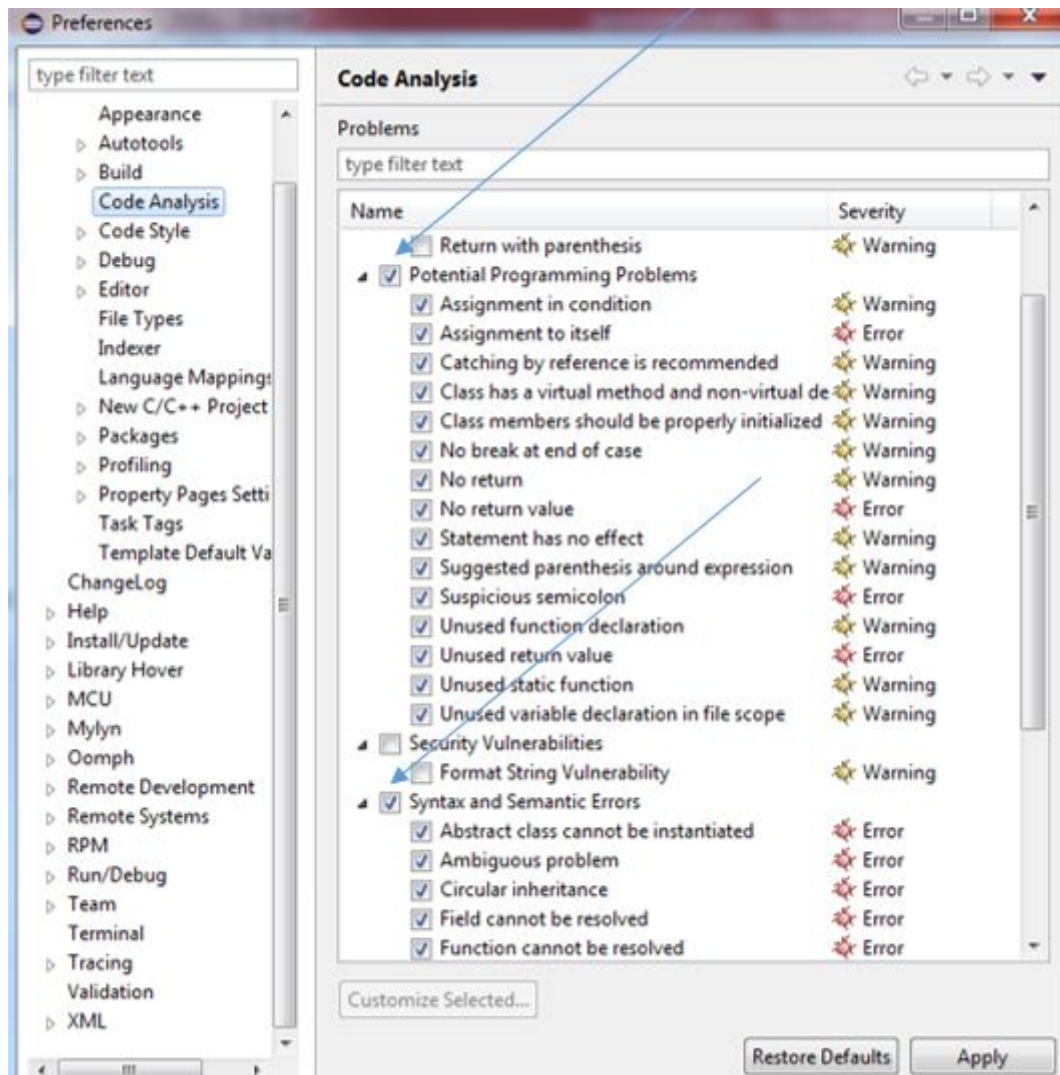 Preferences
type filter text
Appearance
Autotools
Build
Code Analysis
Code Style
Debug
Editor
File Types
Indexer
Language Mappings
New C/C++ Project
Packages
Profiling
Property Pages Setti
Task Tags
Template Default Va
ChangeLog
Help
Install/Update
Library Hover
MCU
Mylyn
Oomph
Remote Development
Remote Systems
RPM
Run/Debug
Team
Terminal
Tracing
Validation
XML
Code Analysis
Problems
type filter text
Name Severity
Return with parenthesis Warning
Potential Programming Problems
Assignment in condition Warning
Assignment to itself Error
Catching by reference is recommended Warning
Class has a virtual method and non-virtual de Warning
Class members should be properly initialized Warning
No break at end of case Warning
No return Warning
No return value Error
Statement has no effect Warning
Suggested parenthesis around expression Warning
Suspicious semicolon Error
Unused function declaration Warning
Unused return value Error
Unused static function Warning
Unused variable declaration in file scope Warning
Security Vulnerabilities
Format String Vulnerability Warning
Syntax and Semantic Errors
Abstract class cannot be instantiated Error
Ambiguous problem Error
Circular inheritance Error
Field cannot be resolved Error
Function cannot be resolved Error
Customize Selected...
Restore Defaults Apply